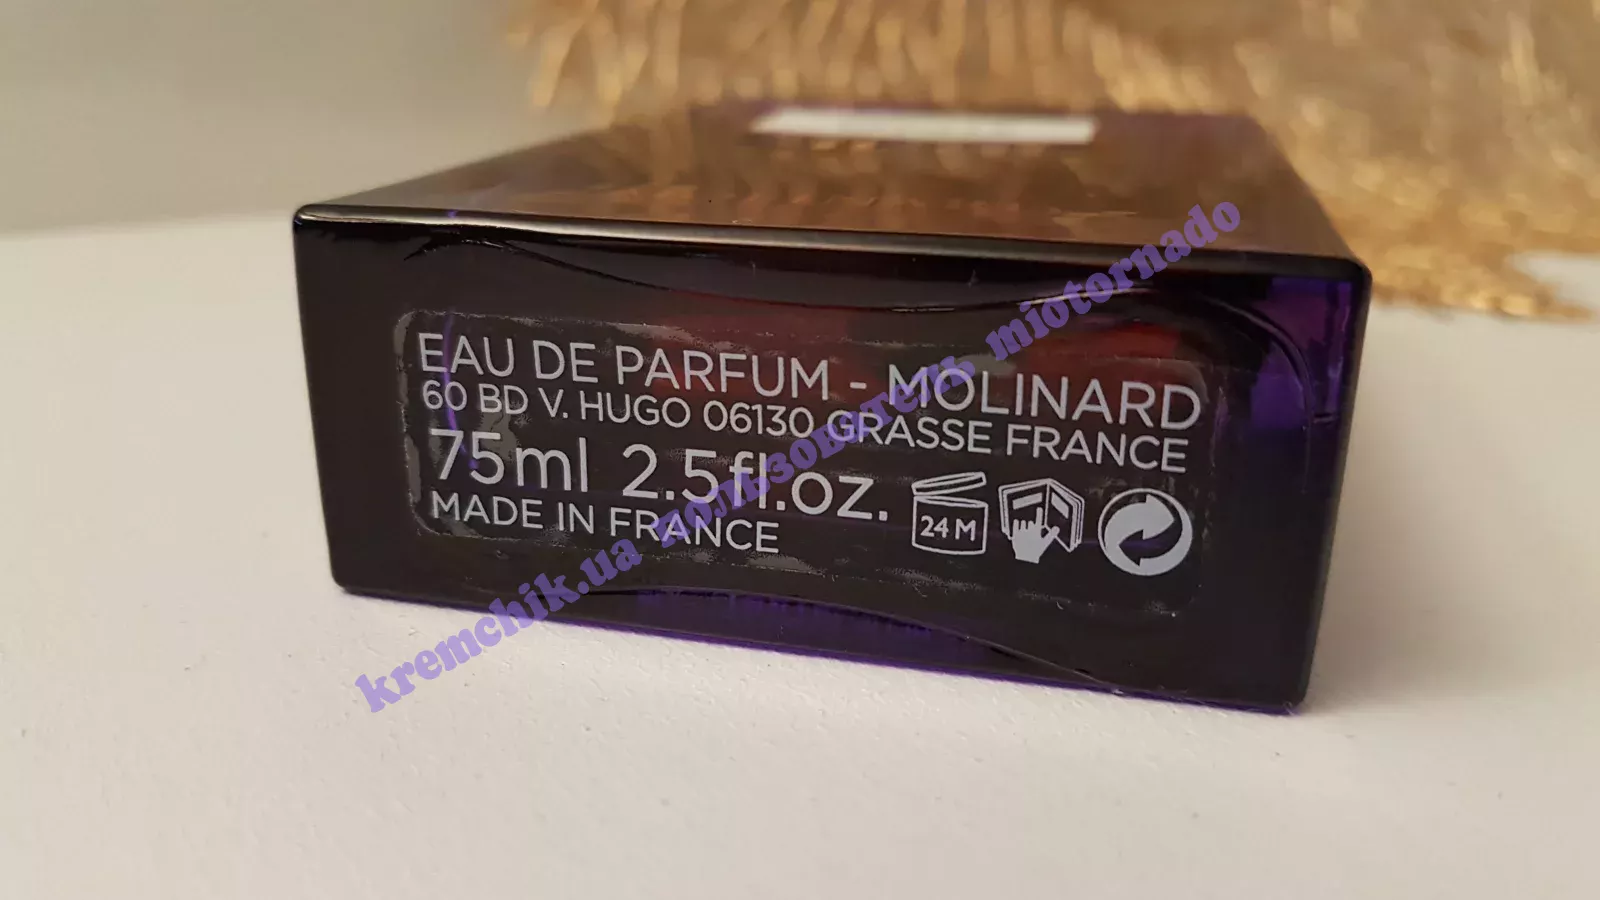 EAU DE PARFUM - MOLINARD
60 BD V. HUGO 06130 GRASSE FRANCE
75ml 2.5fl.oz.
MADE IN FRANCE
24 M
kremchik.ua пользователь miotornado